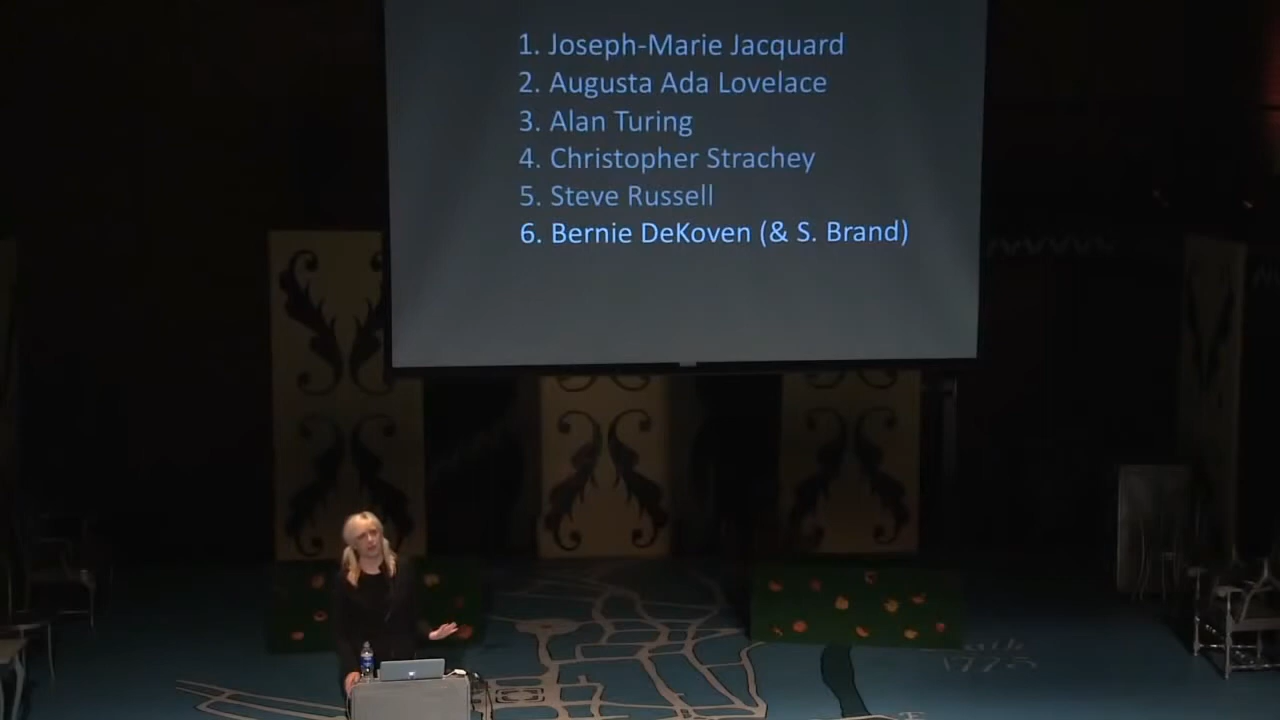 1. Joseph-Marie Jacquard
2. Augusta Ada Lovelace
3. Alan Turing
4. Christopher Strachey
5. Steve Russell
6. Bernie DeKoven (& S. Brand)